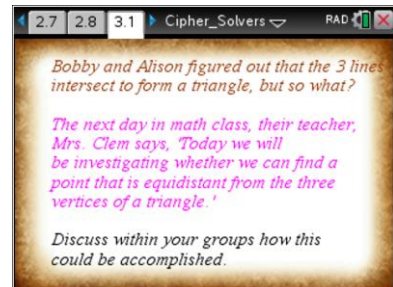 2.7 2.8 3.1 Cipher_Solvers RAD
Bobby and Alison figured out that the 3 lines
intersect to form a triangle, but so what?
The next day in math class, their teacher,
Mrs. Clem says, 'Today we will
be investigating whether we can find a
point that is equidistant from the three
vertices of a triangle.'
Discuss within your groups how this
could be accomplished.